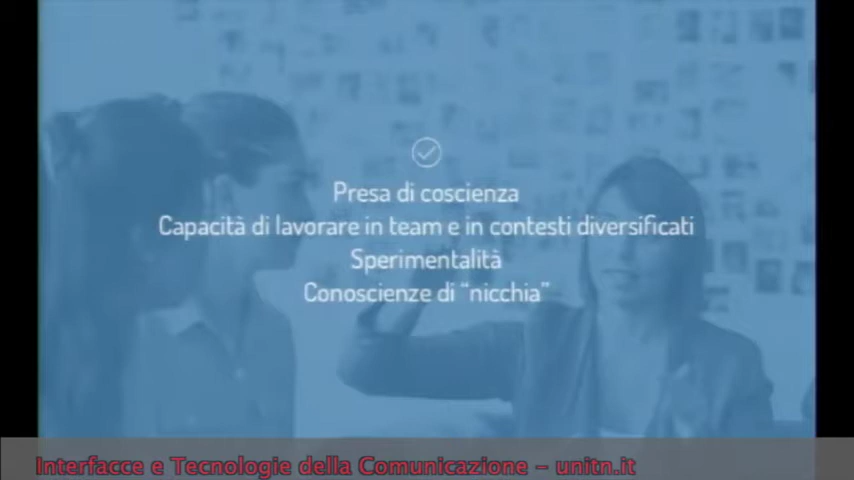 Presa di coscienza
Capacità di lavorare in team e in contesti diversificati
Sperimentalità
Conoscienze di “nicchia”
Interfacce e Tecnologie della Comunicazione – unitn.it